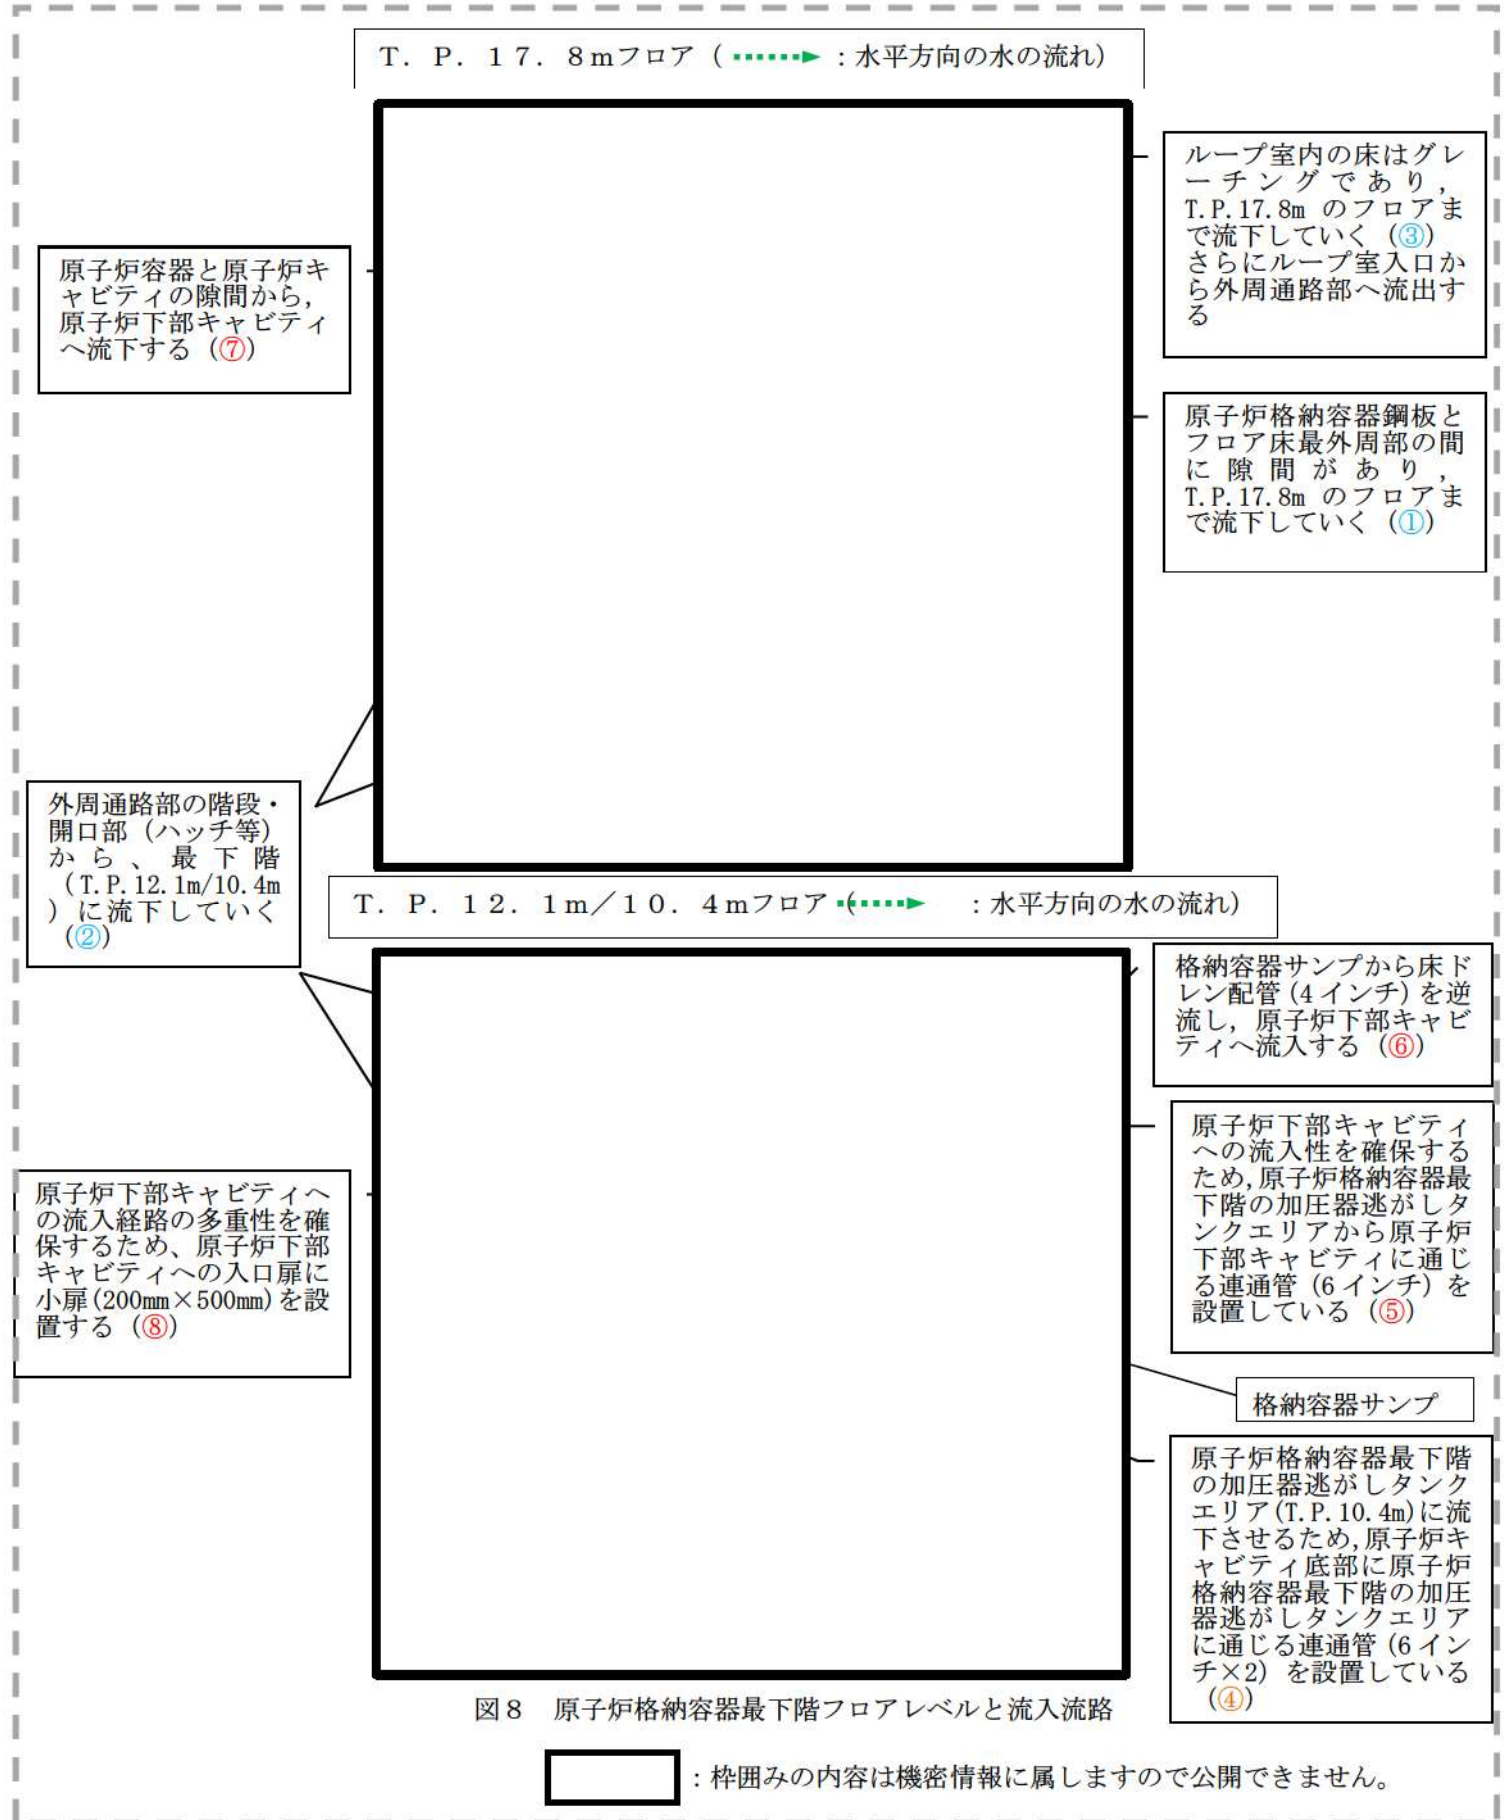 Ｔ．Ｐ．１７．８ｍフロア（ : 水平方向の水の流れ）
ループ室内の床はグレ
ーチングであり，
T.P.17.8m のフロアま
で流下していく（③）
さらにループ室入口か
ら外周通路部へ流出す
る
原子炉容器と原子炉キ
ャビティの隙間から，
原子炉下部キャビティ
へ流下する（⑦）
原子炉格納容器鋼板と
フロア床最外周部の間
に隙間があり，
T.P.17.8m のフロアま
で流下していく（①）
外周通路部の階段・
開口部（ハッチ等）
から、最下階
（T.P.12.1m/10.4m
）に流下していく
（②）
Ｔ．Ｐ．１２．１ｍ／１０．４ｍフロア（ : 水平方向の水の流れ）
格納容器サンプから床ド
レン配管(4 インチ)を逆
流し，原子炉下部キャビ
ティへ流入する（⑥）
原子炉下部キャビティ
への流入性を確保する
ため,原子炉格納容器最
下階の加圧器逃がしタ
ンクエリアから原子炉
下部キャビティに通じ
る連通管（6 インチ）を
設置している（⑤）
原子炉下部キャビティへ
の流入経路の多重性を確
保するため、原子炉下部
キャビティへの入口扉に
小扉(200mm×500mm)を設
置する（⑧）
格納容器サンプ
原子炉格納容器最下階
の加圧器逃がしタンク
エリア(T.P.10.4m)に流
下させるため,原子炉キ
ャビティ底部に原子炉
格納容器最下階の加圧
器逃がしタンクエリア
に通じる連通管（6 イン
チ×2）を設置している
（④）
図８　原子炉格納容器最下階フロアレベルと流入流路
: 枠囲みの内容は機密情報に属しますので公開できません。